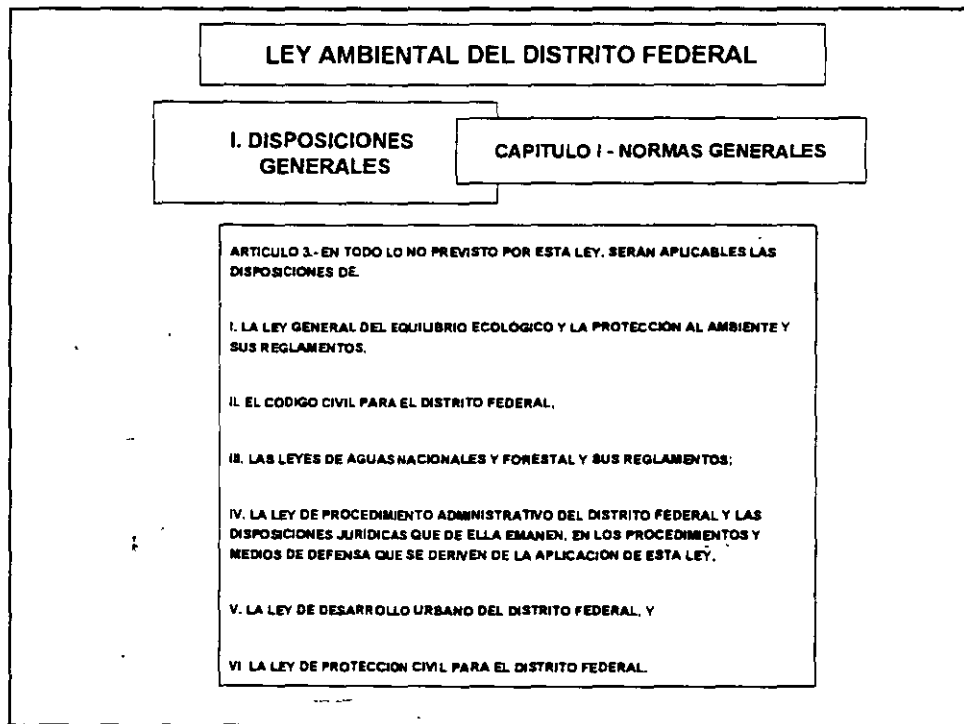 LEY AMBIENTAL DEL DISTRITO FEDERAL
I. DISPOSICIONES
GENERALES
CAPITULO I - NORMAS GENERALES
ARTICULO 3.- EN TODO LO NO PREVISTO POR ESTA LEY, SERAN APLICABLES LAS
DISPOSICIONES DE.
I. LA LEY GENERAL DEL EQUILIBRIO ECOLÓGICO Y LA PROTECCIÓN AL AMBIENTE Y
SUS REGLAMENTOS,
II. EL CODIGO CIVIL PARA EL DISTRITO FEDERAL,
III. LAS LEYES DE AGUAS NACIONALES Y FORESTAL Y SUS REGLAMENTOS;
IV. LA LEY DE PROCEDIMIENTO ADMINISTRATIVO DEL DISTRITO FEDERAL Y LAS
DISPOSICIONES JURÍDICAS QUE DE ELLA EMANEN, EN LOS PROCEDIMIENTOS Y
MEDIOS DE DEFENSA QUE SE DERIVEN DE LA APLICACIÓN DE ESTA LEY,
V. LA LEY DE DESARROLLO URBANO DEL DISTRITO FEDERAL, Y
VI LA LEY DE PROTECCION CIVIL PARA EL DISTRITO FEDERAL.